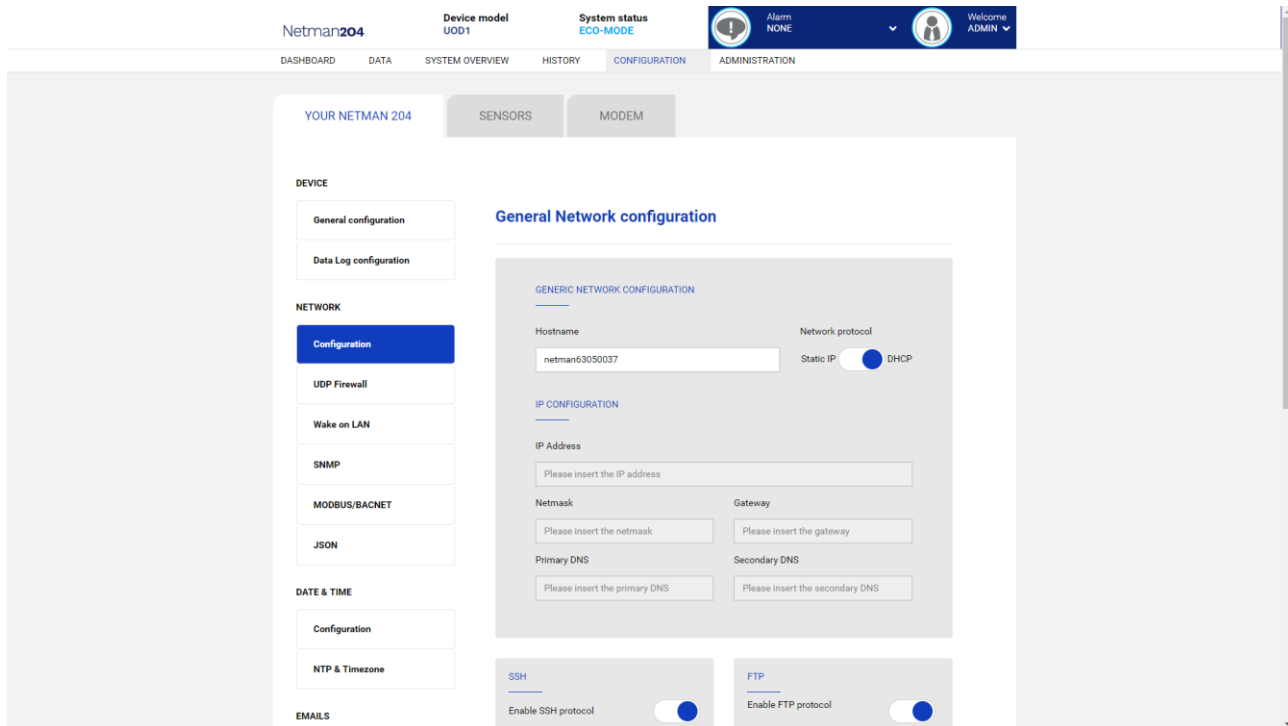 Netman204
Device model
UOD1
System status
ECO-MODE
Alarm
NONE
Welcome
ADMIN
DASHBOARD DATA SYSTEM OVERVIEW HISTORY CONFIGURATION ADMINISTRATION
YOUR NETMAN 204 SENSORS MODEM
DEVICE
General configuration
Data Log configuration
NETWORK
Configuration
UDP Firewall
Wake on LAN
SNMP
MODBUS/BACNET
JSON
DATE & TIME
Configuration
NTP & Timezone
EMAILS
General Network configuration
GENERIC NETWORK CONFIGURATION
Hostname
netman63050037
Network protocol
Static IP DHCP
IP CONFIGURATION
IP Address
Please insert the IP address
Netmask Gateway
Please insert the netmask Please insert the gateway
Primary DNS Secondary DNS
Please insert the primary DNS Please insert the secondary DNS
SSH
Enable SSH protocol
FTP
Enable FTP protocol